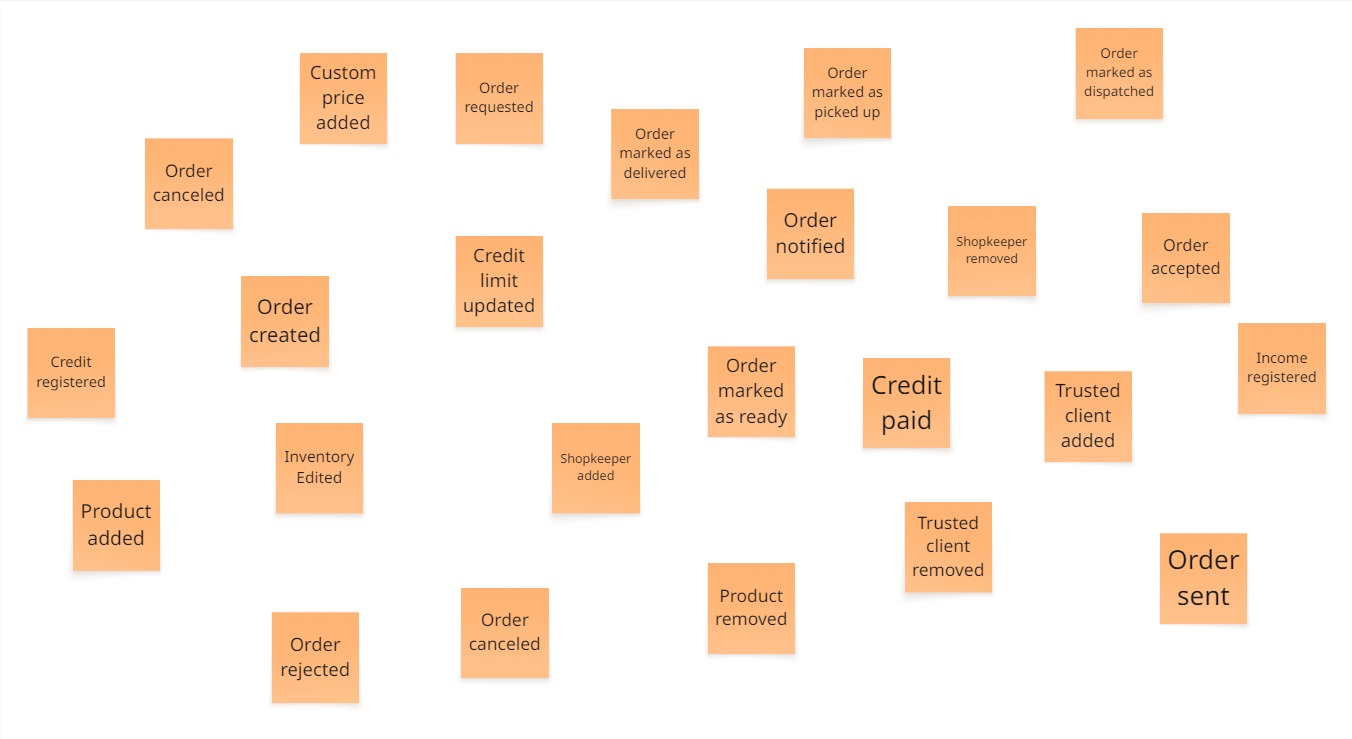 Custom
price
added
Order
requested
Order
marked as
delivered
Order
marked as
picked up
Order
marked as
dispatched
Order
canceled
Order
notified
Shopkeeper
removed
Order
accepted
Credit
limit
updated
Order
created
Credit
registered
Order
marked
as ready
Credit
paid
Trusted
client
added
Income
registered
Inventory
Edited
Shopkeeper
added
Product
added
Trusted
client
removed
Order
sent
Product
removed
Order
canceled
Order
rejected